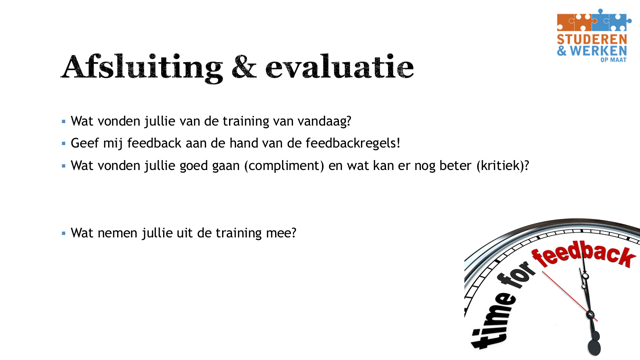 STUDEREN
& WERKEN
OP MAAT
Afsluiting & evaluatie
Wat vonden jullie van de training van vandaag?
Geef mij feedback aan de hand van de feedbackregels!
Wat vonden jullie goed gaan (compliment) en wat kan er nog beter (kritiek)?
Wat nemen jullie uit de training mee?
time for feedback